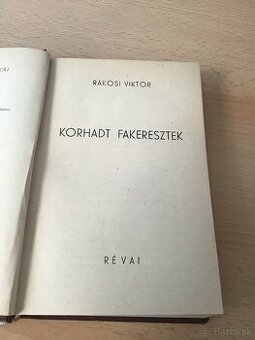 RÁKOSI VIKTOR
KORHADT FAKERESZTEK
RÉVAI